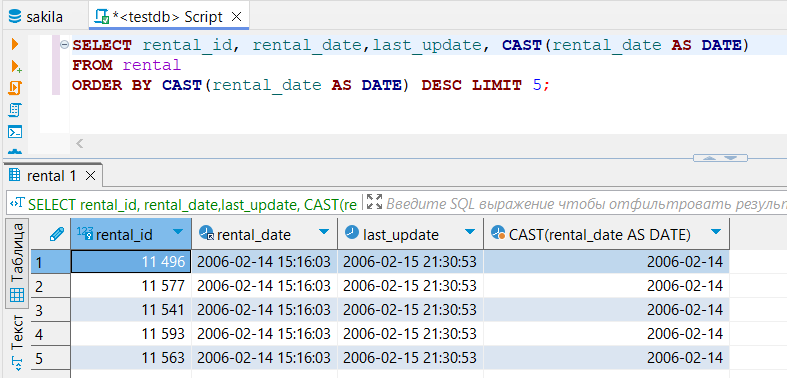 sakila
*<testdb> Script
SELECT rental_id, rental_date,last_update, CAST(rental_date AS DATE)
FROM rental
ORDER BY CAST(rental_date AS DATE) DESC LIMIT 5;
rental 1
SELECT rental_id, rental_date,last_update, CAST(re
Введите SQL выражение чтобы отфильтровать результ
Таблица
Текст
123 rental_id rental_date last_update CAST(rental_date AS DATE)
1 11 496 2006-02-14 15:16:03 2006-02-15 21:30:53 2006-02-14
2 11 577 2006-02-14 15:16:03 2006-02-15 21:30:53 2006-02-14
3 11 541 2006-02-14 15:16:03 2006-02-15 21:30:53 2006-02-14
4 11 593 2006-02-14 15:16:03 2006-02-15 21:30:53 2006-02-14
5 11 563 2006-02-14 15:16:03 2006-02-15 21:30:53 2006-02-14